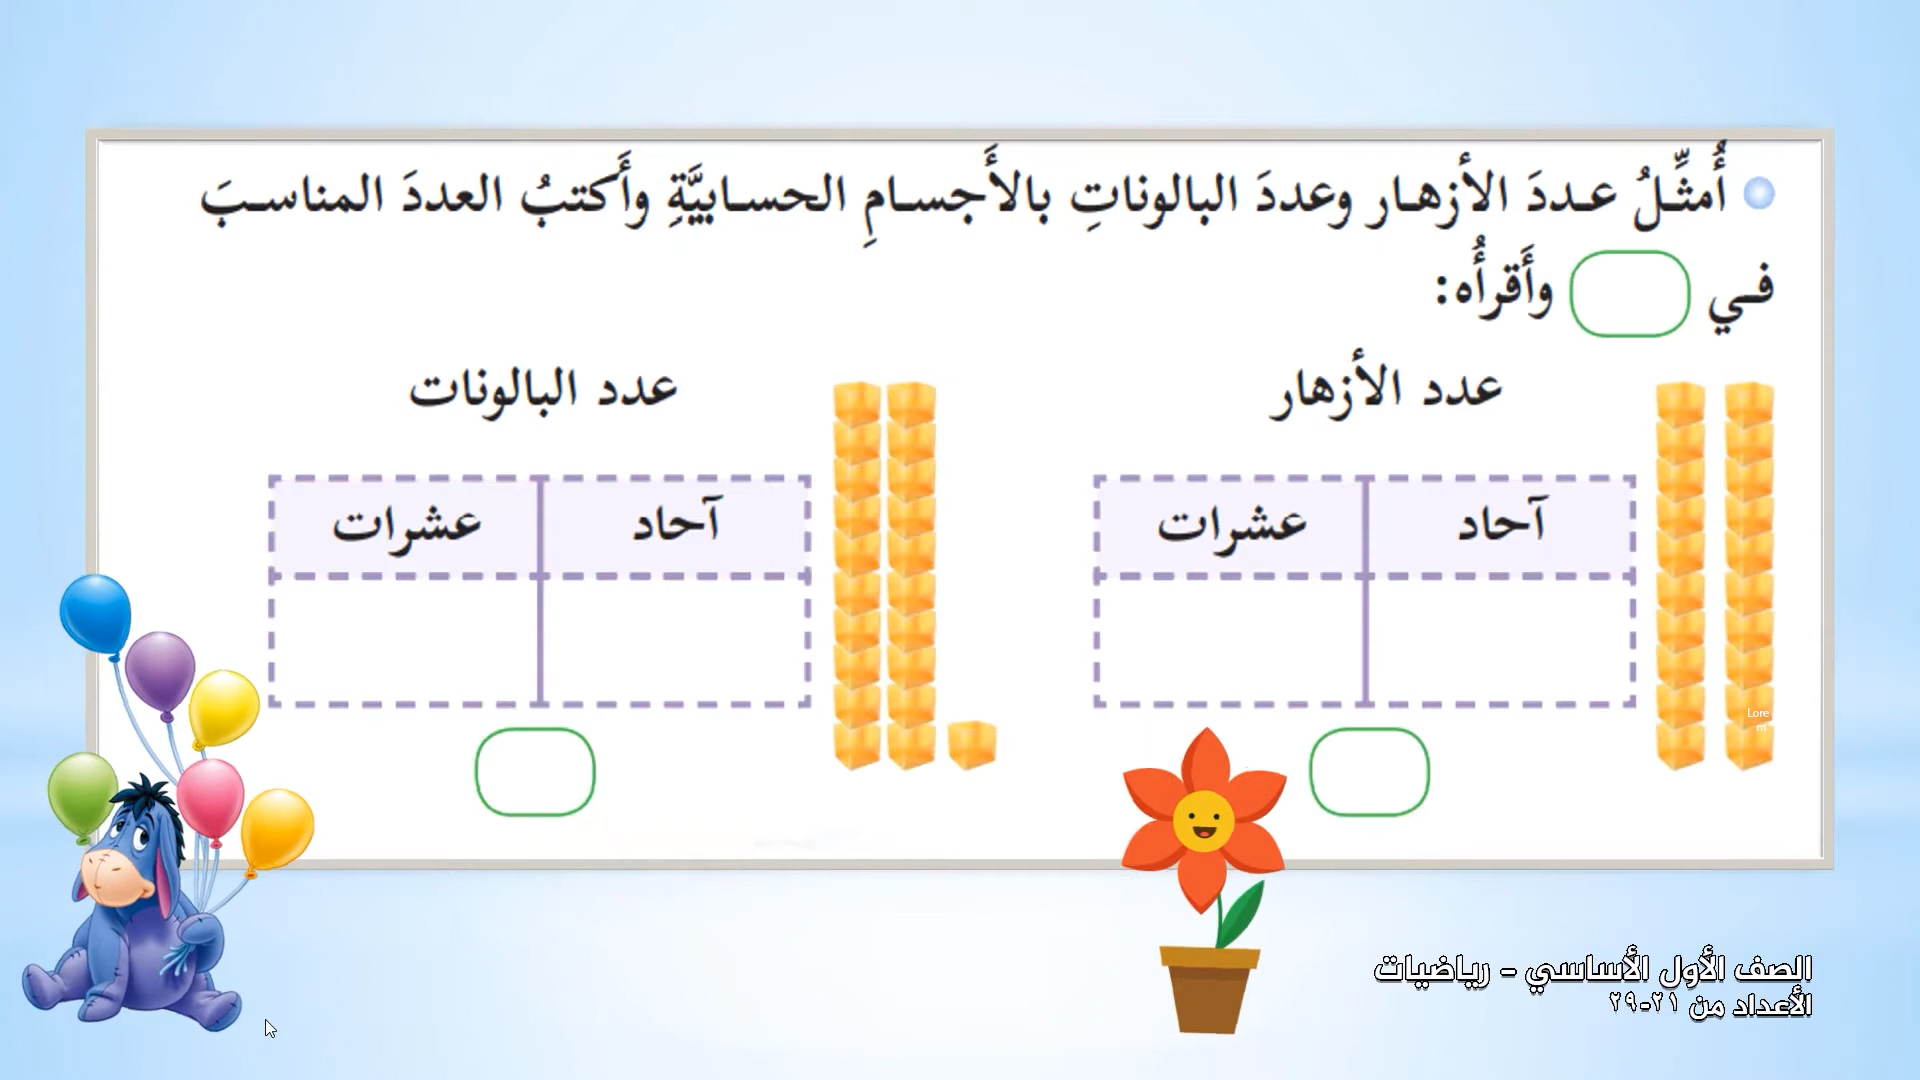 أُمثِّلُ عددَ الأزهار وعددَ البالوناتِ بالأَجسامِ الحسابيَّةِ وأَكتبُ العددَ المناسبَ
في وأَقرأُه:
عدد الأزهار
آحاد عشرات
عدد البالونات
آحاد عشرات
Lore
m
الصف الأول الأساسي - رياضيات
الأعداد من ٢١-٢٩